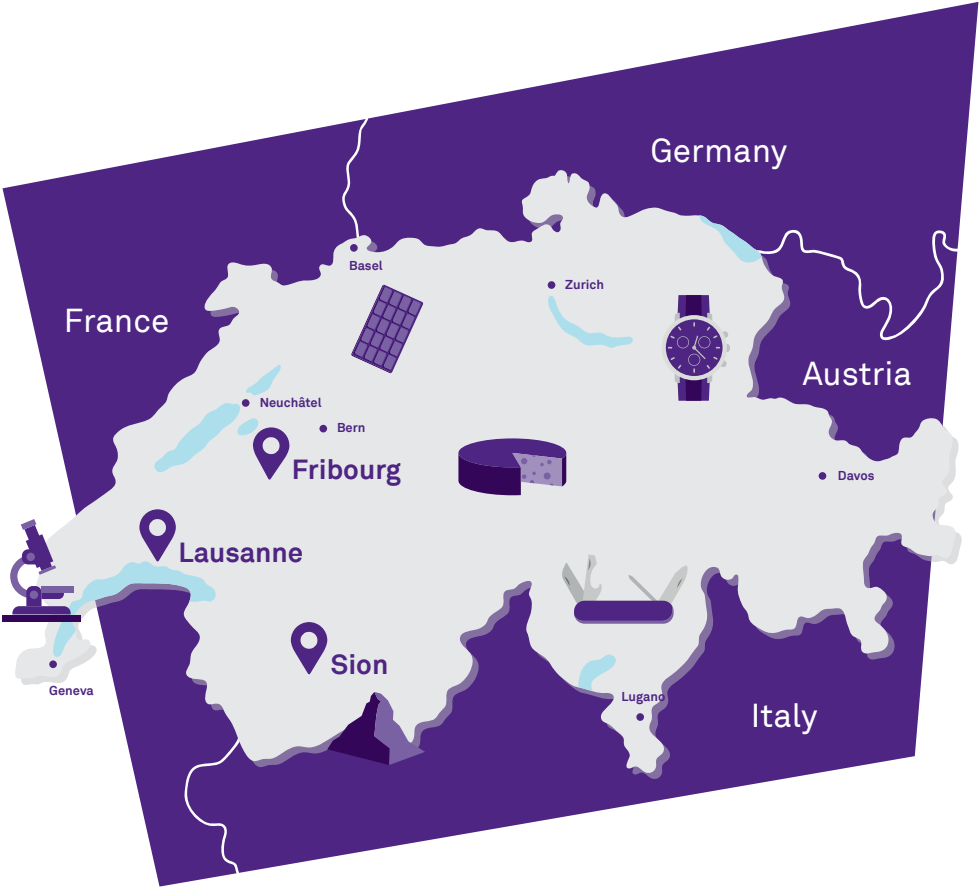 Germany
Basel
Zurich
France
Austria
Neuchâtel
Bern
Fribourg
Davos
Lausanne
Sion
Geneva
Lugano
Italy